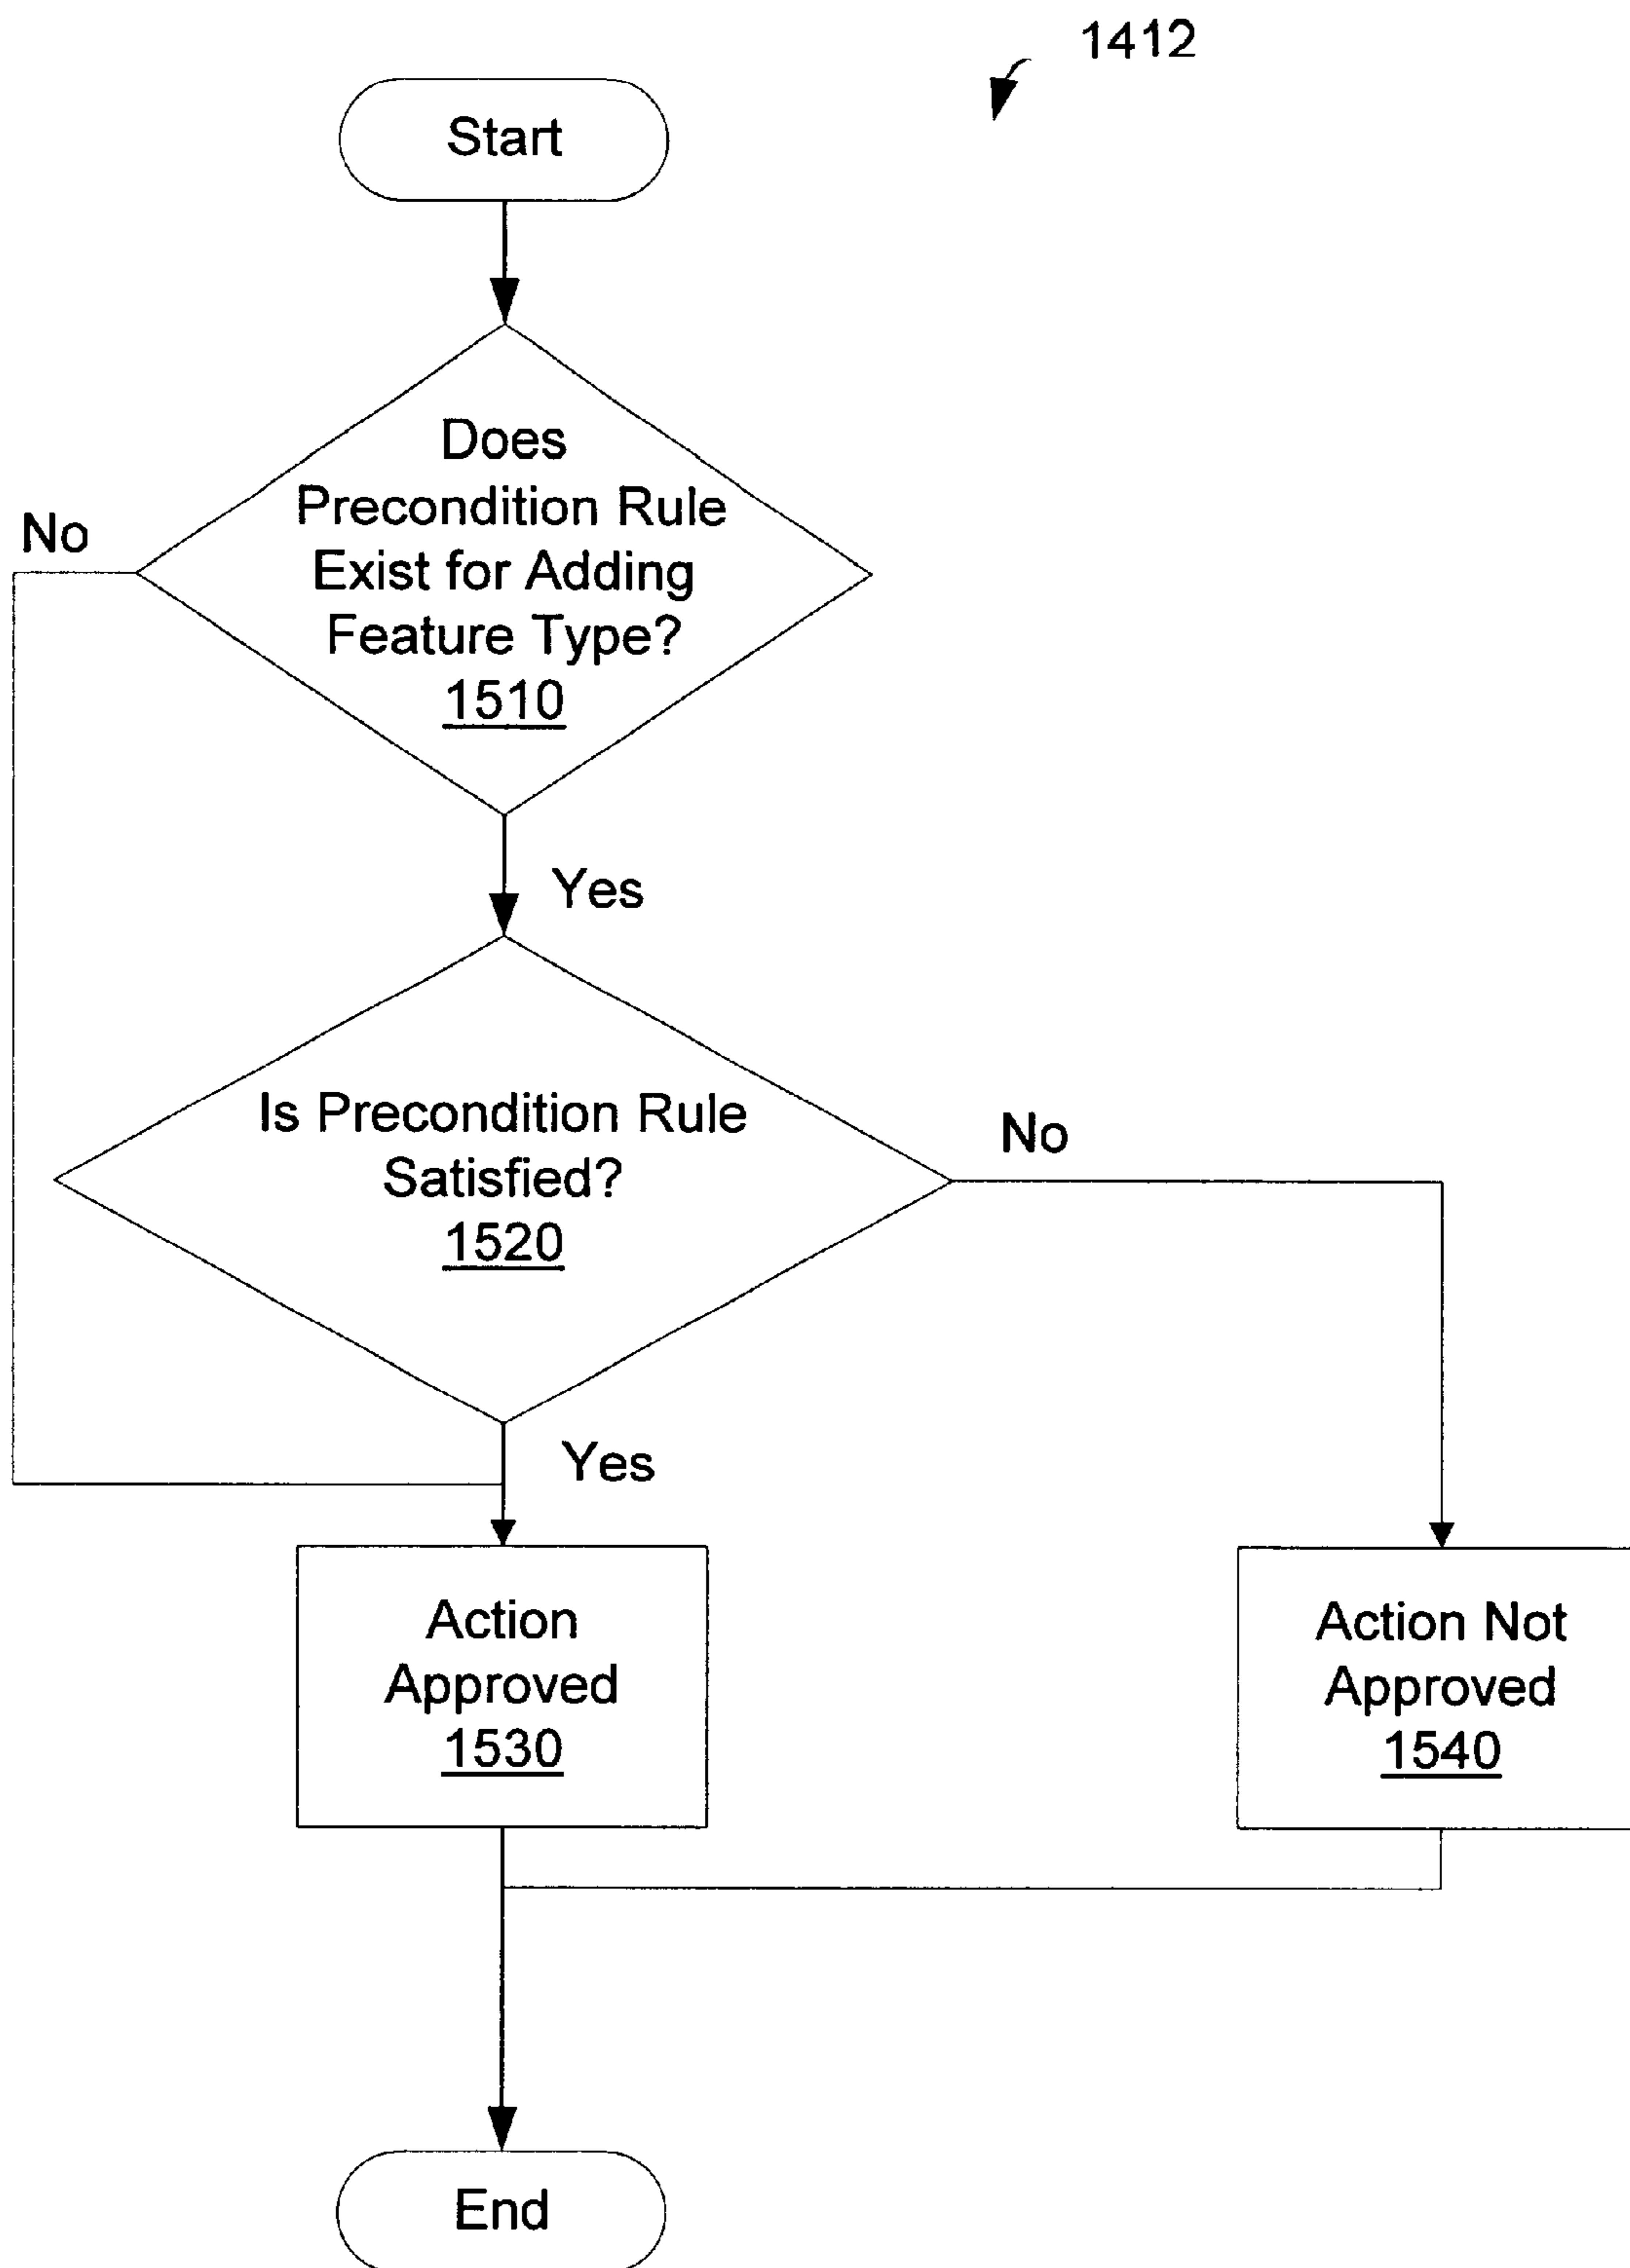 1412
Start
Does
Precondition Rule
Exist for Adding
Feature Type?
1510
No
Yes
Is Precondition Rule
Satisfied?
1520
No
Yes
Action
Approved
1530
Action Not
Approved
1540
End